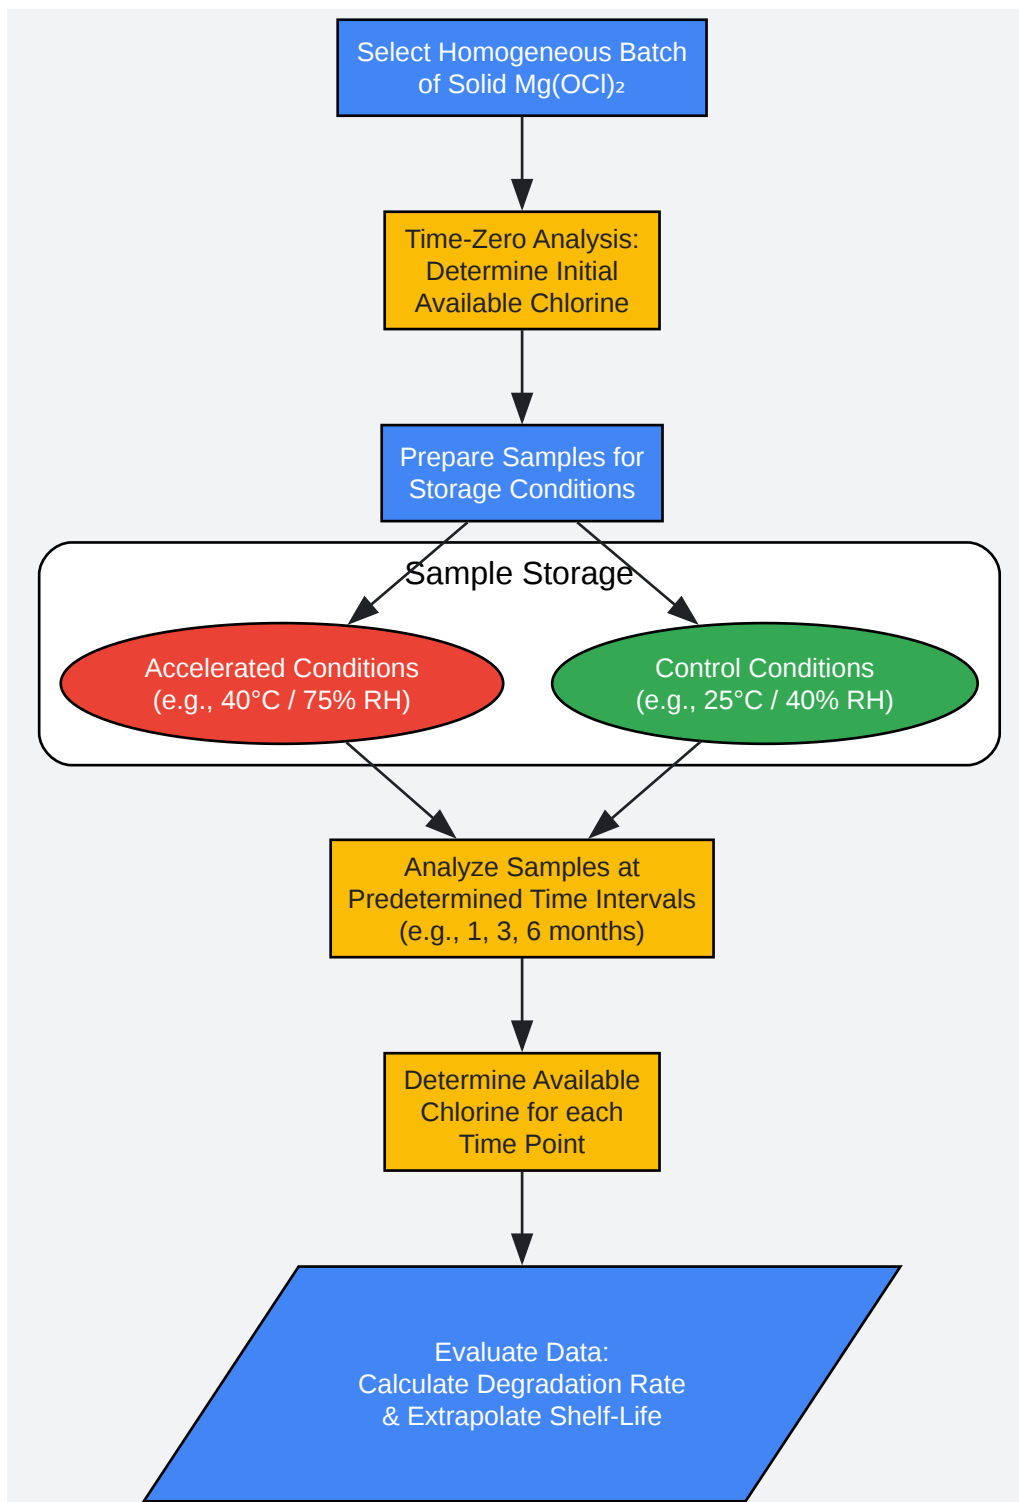 Select Homogeneous Batch
of Solid Mg(OCl)₂
Time-Zero Analysis:
Determine Initial
Available Chlorine
Prepare Samples for
Storage Conditions
Sample Storage
Accelerated Conditions
(e.g., 40°C / 75% RH)
Control Conditions
(e.g., 25°C / 40% RH)
Analyze Samples at
Predetermined Time Intervals
(e.g., 1, 3, 6 months)
Determine Available
Chlorine for each
Time Point
Evaluate Data:
Calculate Degradation Rate
& Extrapolate Shelf-Life